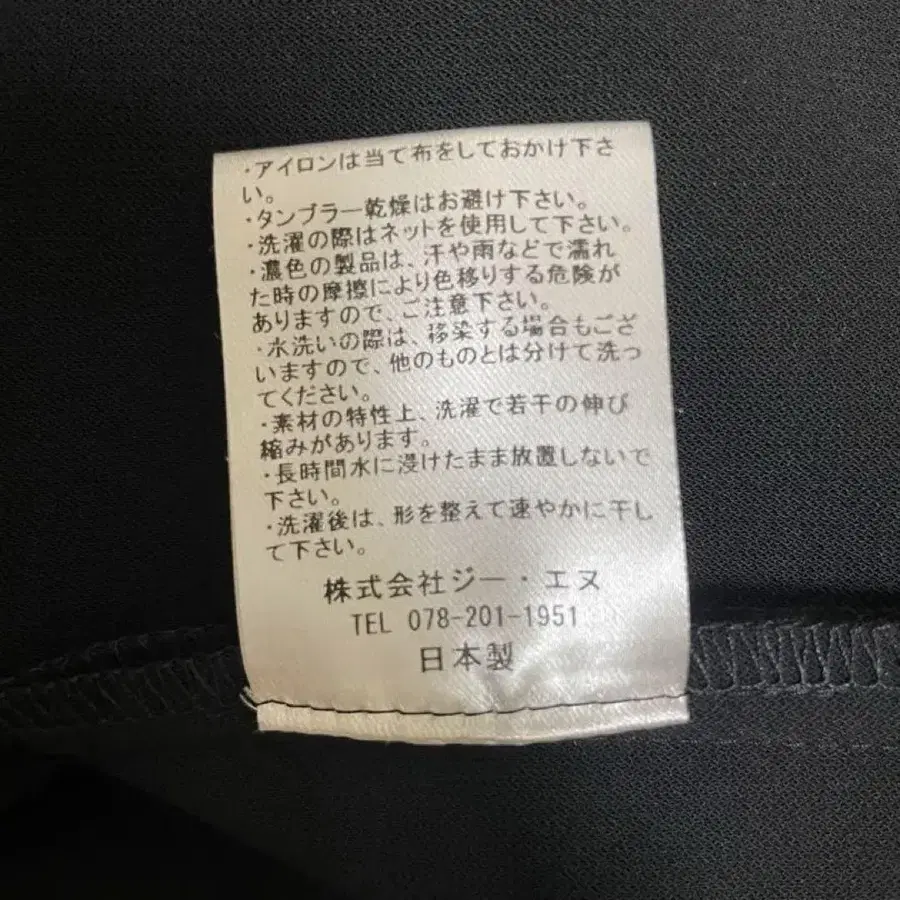 ・アイロンは当て布をしておかけ下さ
い。
・タンブラー乾燥はお避け下さい。
・洗濯の際はネットを使用して下さい。
・濃色の製品は、汗や雨などで濡れ
た時の摩擦により色移りする危険が
ありますので、ご注意下さい。
・水洗いの際は、移染する場合もござ
いますので、他のものとは分けて洗っ
てください。
・素材の特性上、洗濯で若干の伸び
縮みがあります。
・長時間水に浸けたまま放置しないで
下さい。
・洗濯後は、形を整えて速やかに干し
て下さい。
株式会社ジー・エヌ
TEL 078-201-1951
日本製